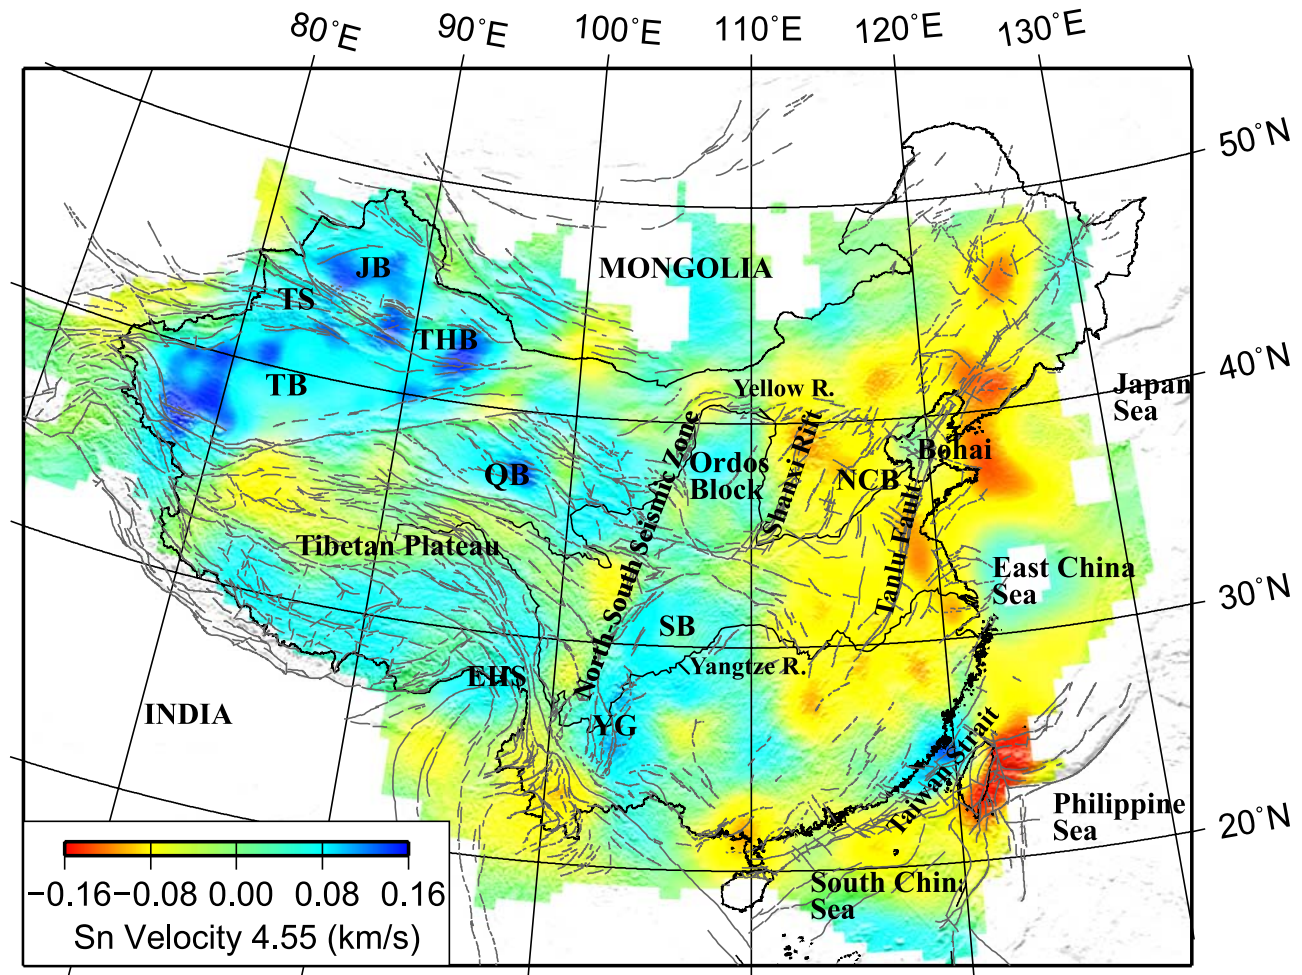 80°E 90°E 100°E 110°E 120°E 130°E
50°N
40°N
30°N
20°N
MONGOLIA
JB
TS
THB
TB
Yellow R.
Japan
Sea
QB
Ordos
Block
Shanxi Rift
NCB
Bohai
North-South Seismic Zone
Tanlu Fault
Tibetan Plateau
East China
Sea
SB
Yangtze R.
EHS
INDIA
YG
Taiwan Strait
Philippine
Sea
South China
Sea
−0.16 −0.08 0.00 0.08 0.16
Sn Velocity 4.55 (km/s)